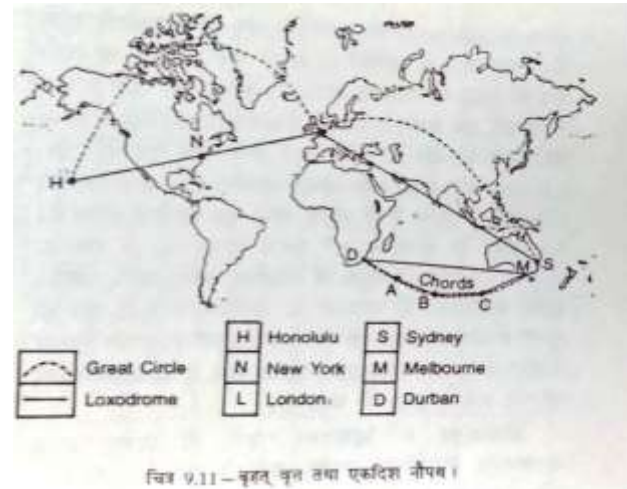 N
L
H
D
M
S
Chords
A
B
C
H Honolulu S Sydney
Great Circle N New York M Melbourne
Loxodrome L London D Durban
चित्र 9.11 – बृहत् वृत्त तथा एकदिश नौपथ।